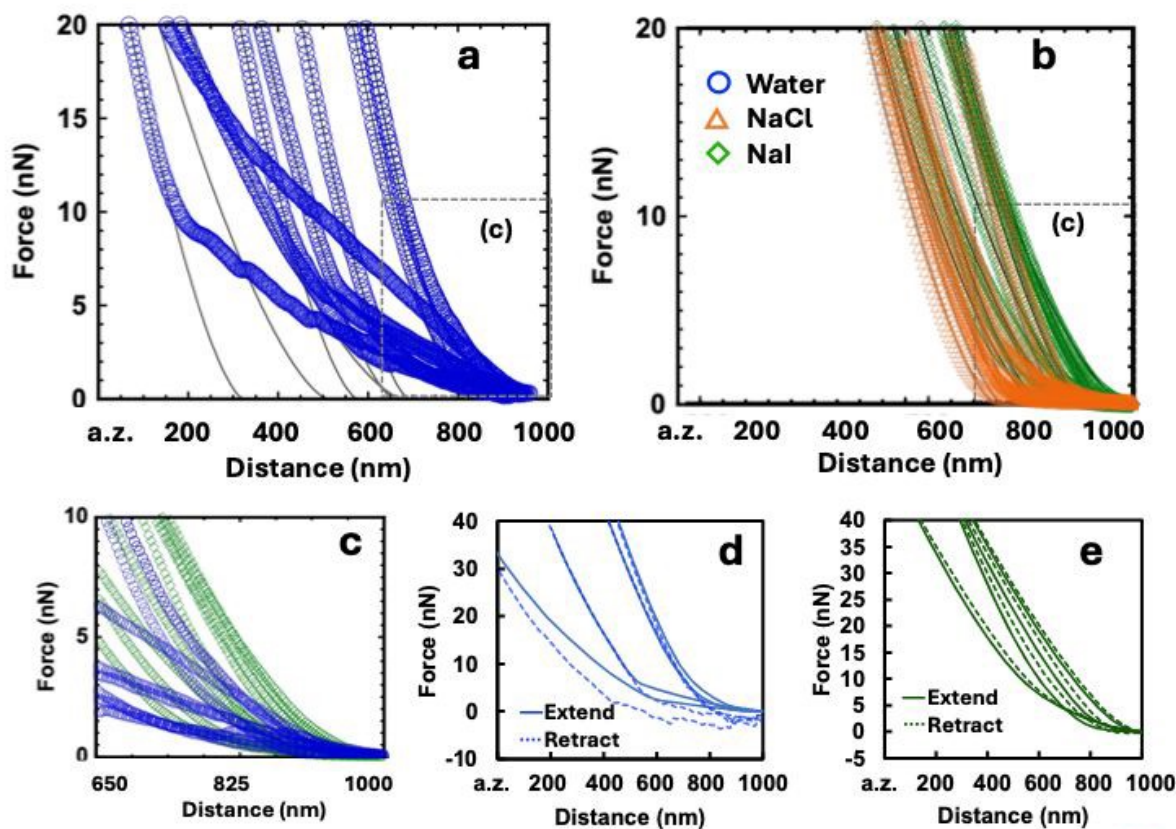 20
15
10
5
0
Force (nN)
a
(c)
a.z. 200 400 600 800 1000
Distance (nm)
20
15
10
5
0
Force (nN)
b
Water
NaCl
NaI
(c)
a.z. 200 400 600 800 1000
Distance (nm)
10
5
0
Force (nN)
c
650 825 1000
Distance (nm)
40
30
20
10
0
-10
Force (nN)
d
Extend
Retract
a.z. 200 400 600 800 1000
Distance (nm)
40
35
30
25
20
15
10
5
0
-5
Force (nN)
e
Extend
Retract
a.z. 200 400 600 800 1000
Distance (nm)